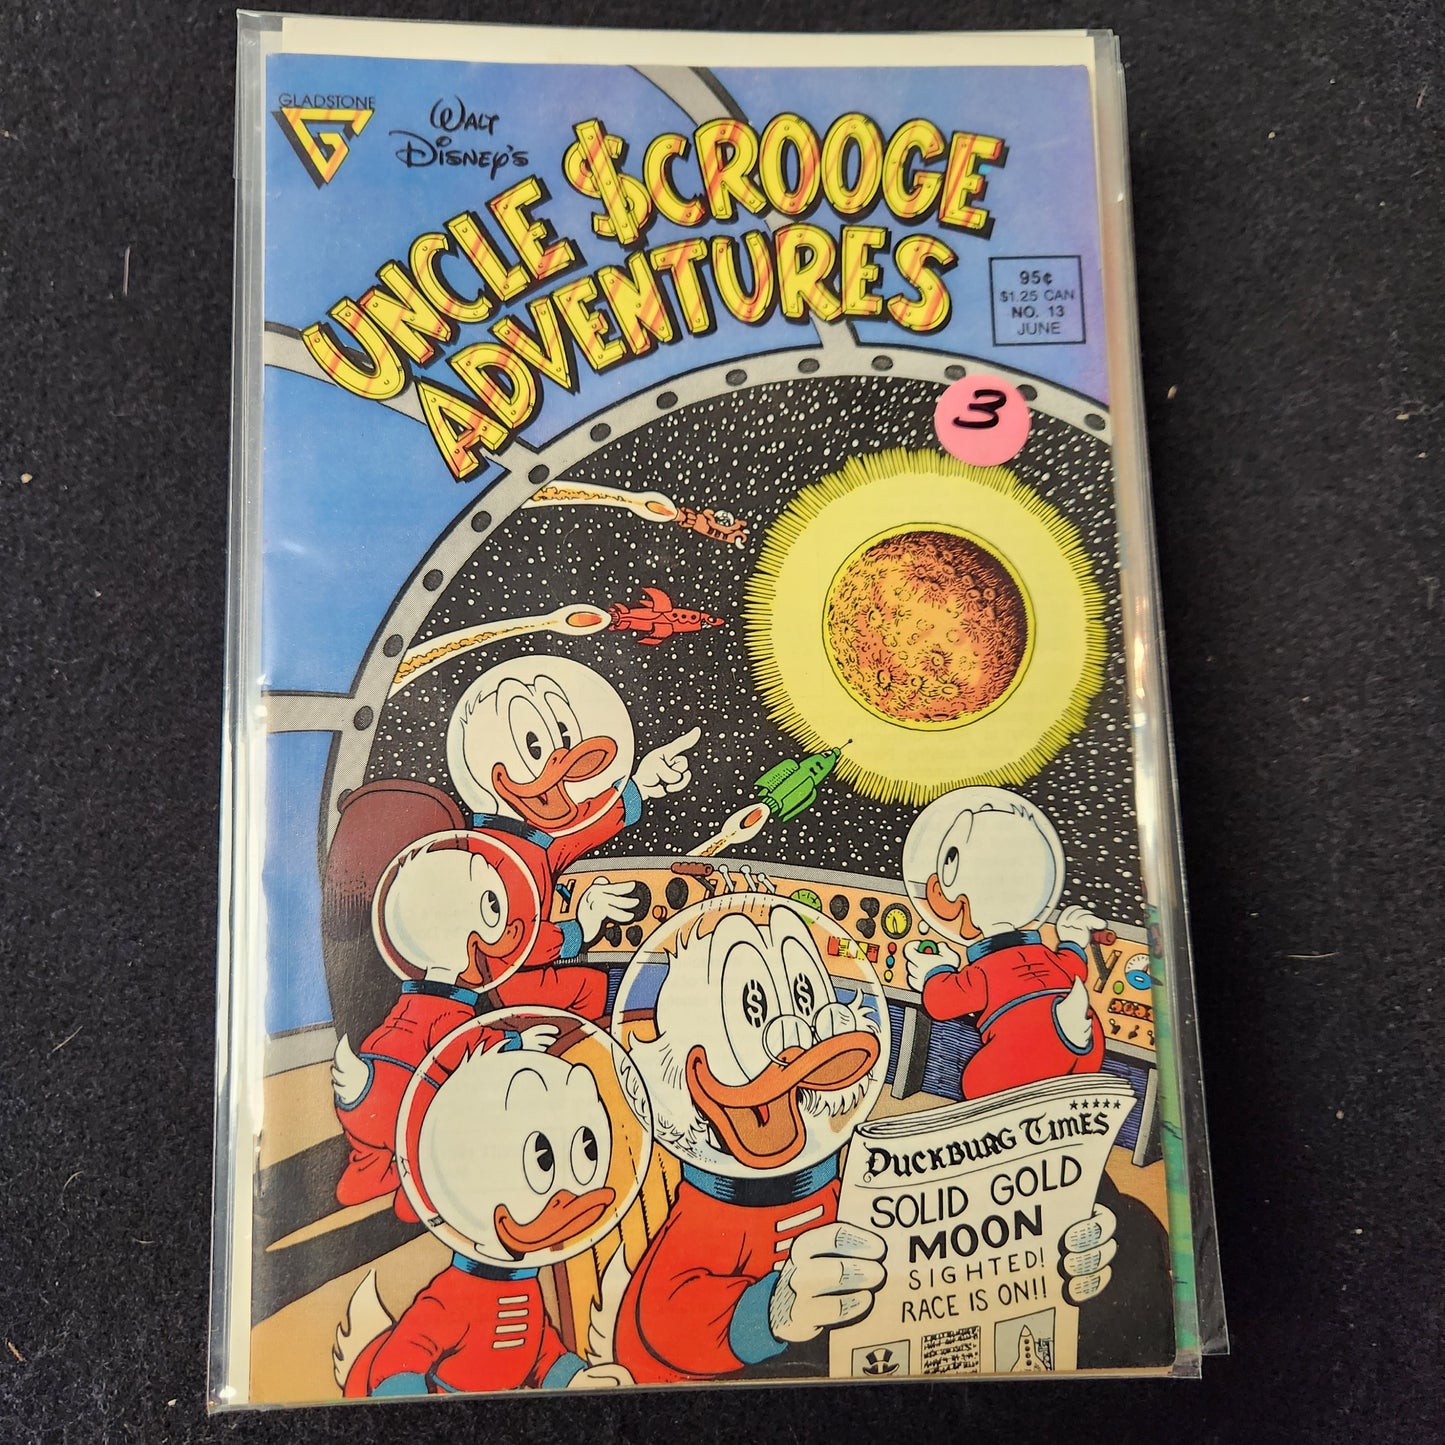 GLADSTONE
G
WALT
DISNEY'S
UNCLE $CROOGE
ADVENTURES
95¢
$1.25 CAN
NO. 13
JUNE
3
DUCKBURG TIMES
SOLID GOLD
MOON
SIGHTED!
RACE IS ON!!